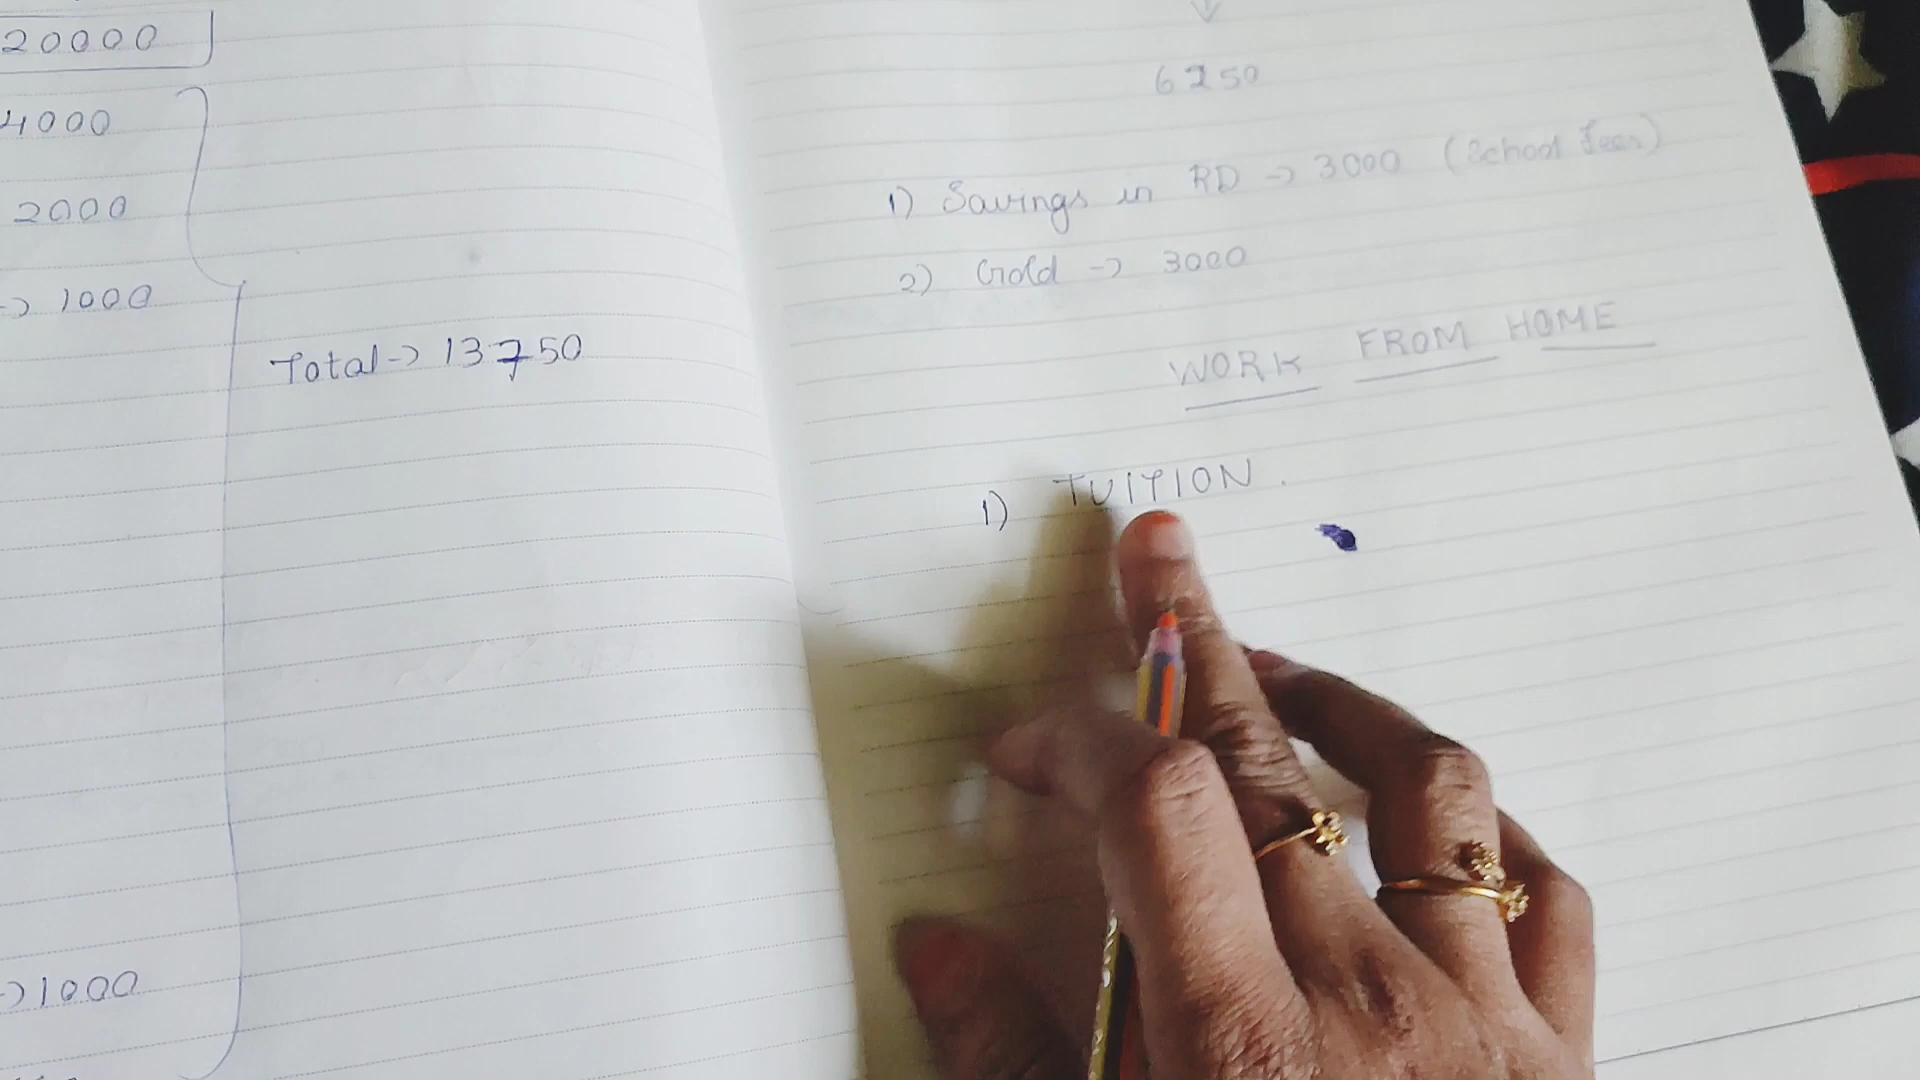 20000
4000
2000
-> 1000
Total -> 13750
-> 1000
6250
1) Savings in RD -> 3000 (School fees)
2) Gold -> 3000
WORK FROM HOME
1) TUITION.